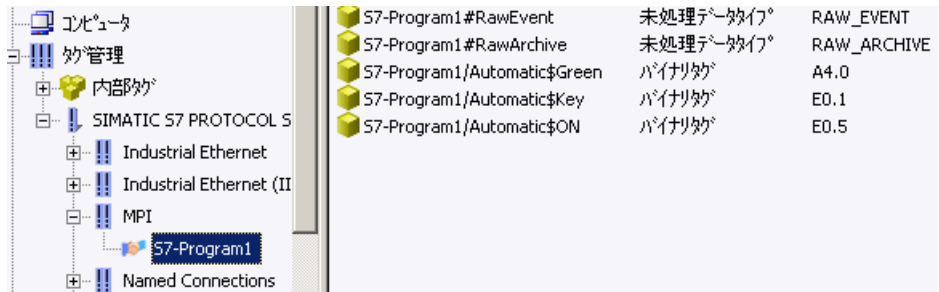 コンピュータ
タグ管理
内部タグ
SIMATIC S7 PROTOCOL S
Industrial Ethernet
Industrial Ethernet (II
MPI
S7-Program1
Named Connections
S7-Program1#RawEvent 未処理データタイプ RAW_EVENT
S7-Program1#RawArchive 未処理データタイプ RAW_ARCHIVE
S7-Program1/Automatic$Green バイナリタグ A4.0
S7-Program1/Automatic$Key バイナリタグ E0.1
S7-Program1/Automatic$ON バイナリタグ E0.5